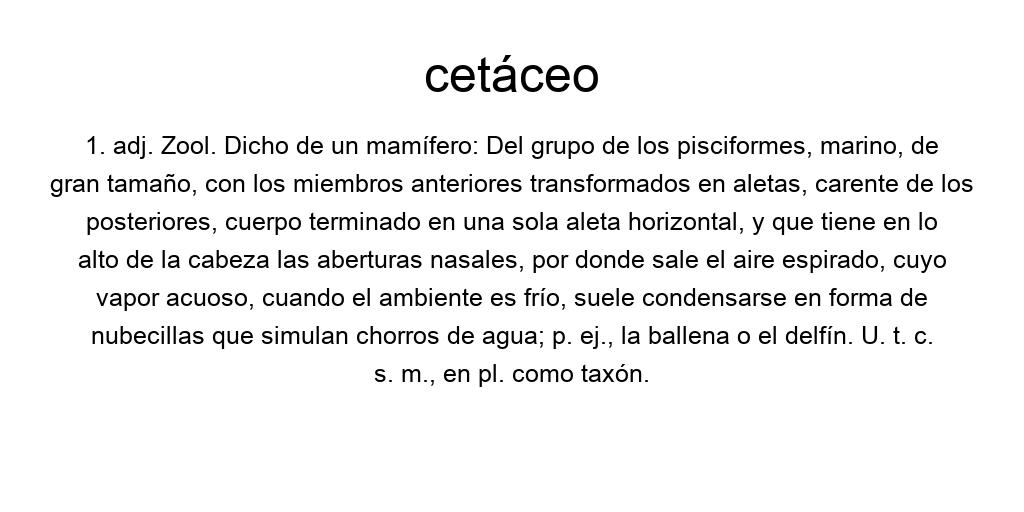 cetáceo
1. adj. Zool. Dicho de un mamífero: Del grupo de los pisciformes, marino, de
gran tamaño, con los miembros anteriores transformados en aletas, carente de los
posteriores, cuerpo terminado en una sola aleta horizontal, y que tiene en lo
alto de la cabeza las aberturas nasales, por donde sale el aire espirado, cuyo
vapor acuoso, cuando el ambiente es frío, suele condensarse en forma de
nubecillas que simulan chorros de agua; p. ej., la ballena o el delfín. U. t. c.
s. m., en pl. como taxón.